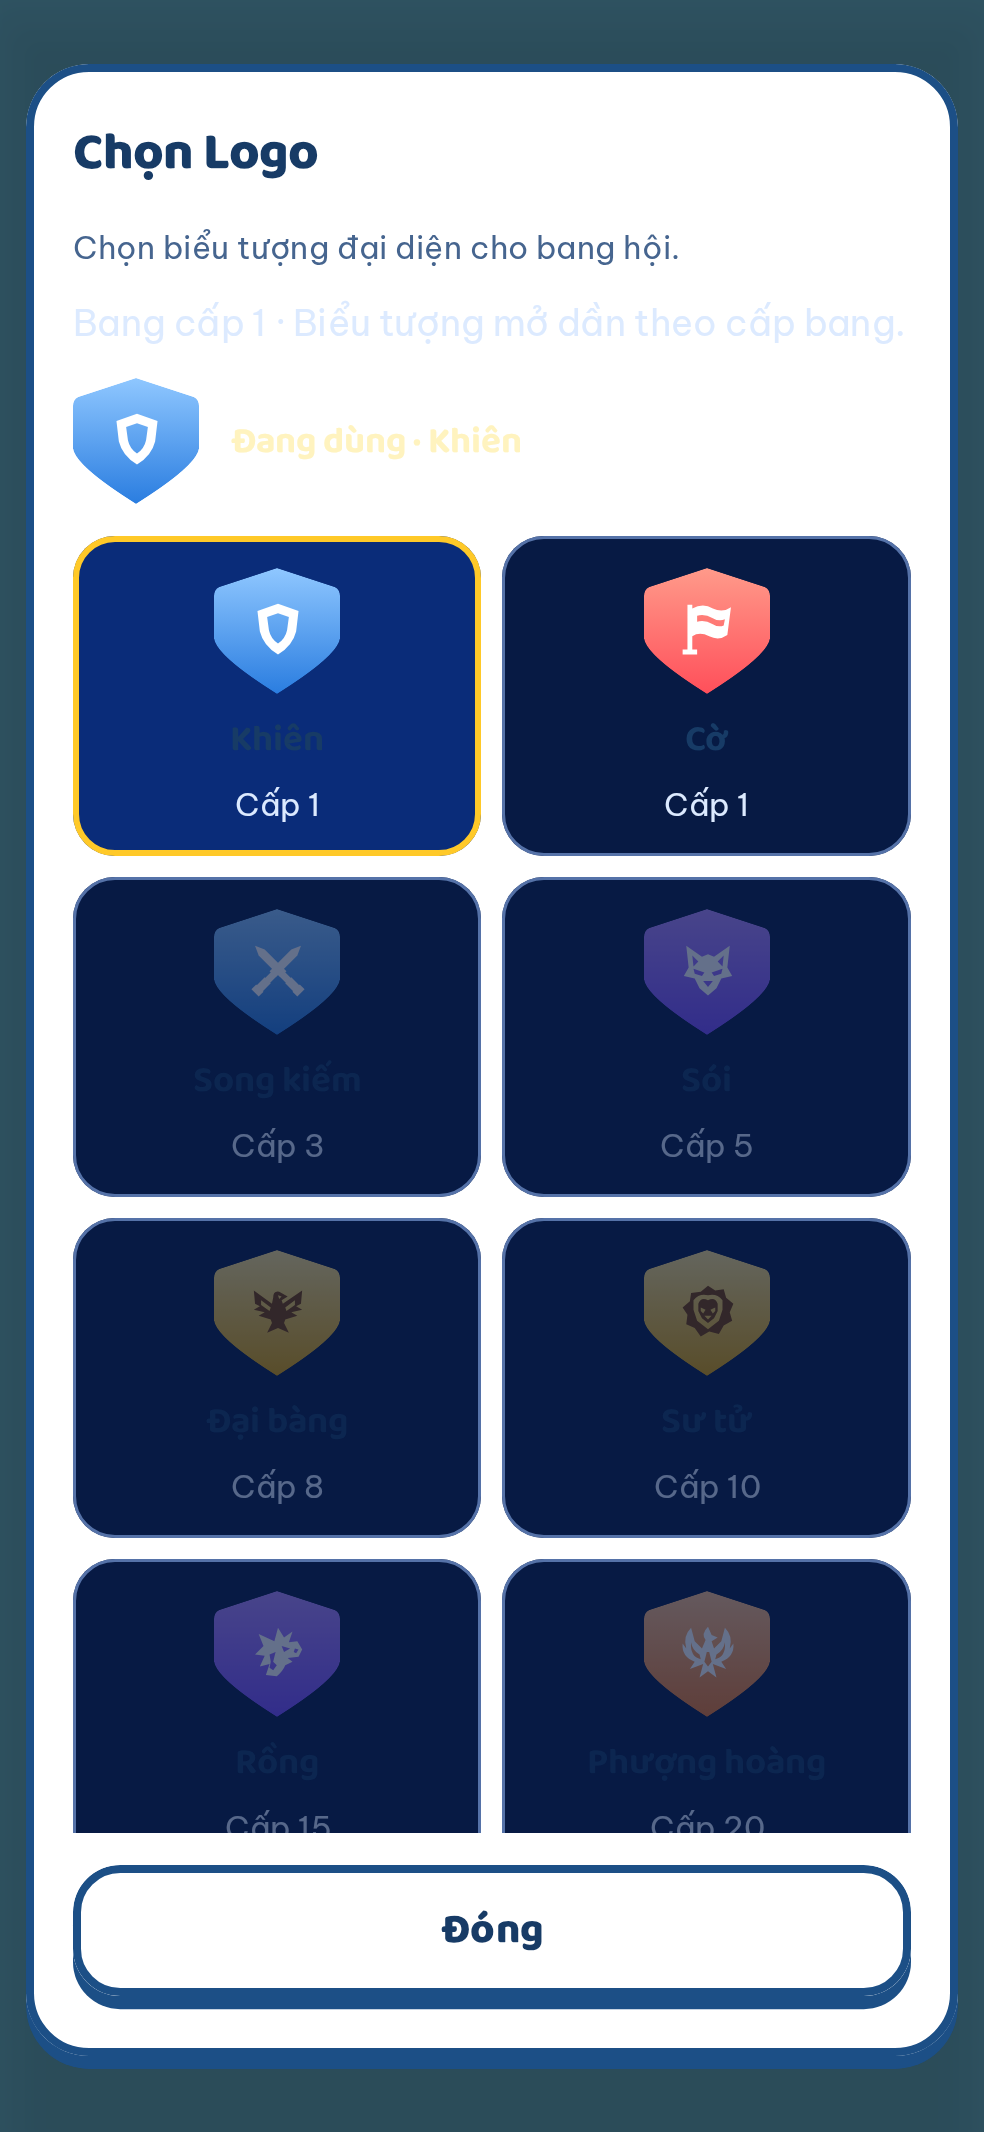 Chọn Logo
Chọn biểu tượng đại diện cho bang hội.
Bang cấp 1 · Biểu tượng mở dần theo cấp bang.
Đang dùng · Khiên
Khiên
Cờ
Cấp 1
Cấp 1
Song kiếm
Sói
Cấp 3
Cấp 5
Đại bàng
Sư tử
Cấp 8
Cấp 10
Rồng
Phượng hoàng
Cấp 15
Cấp 20
Đóng